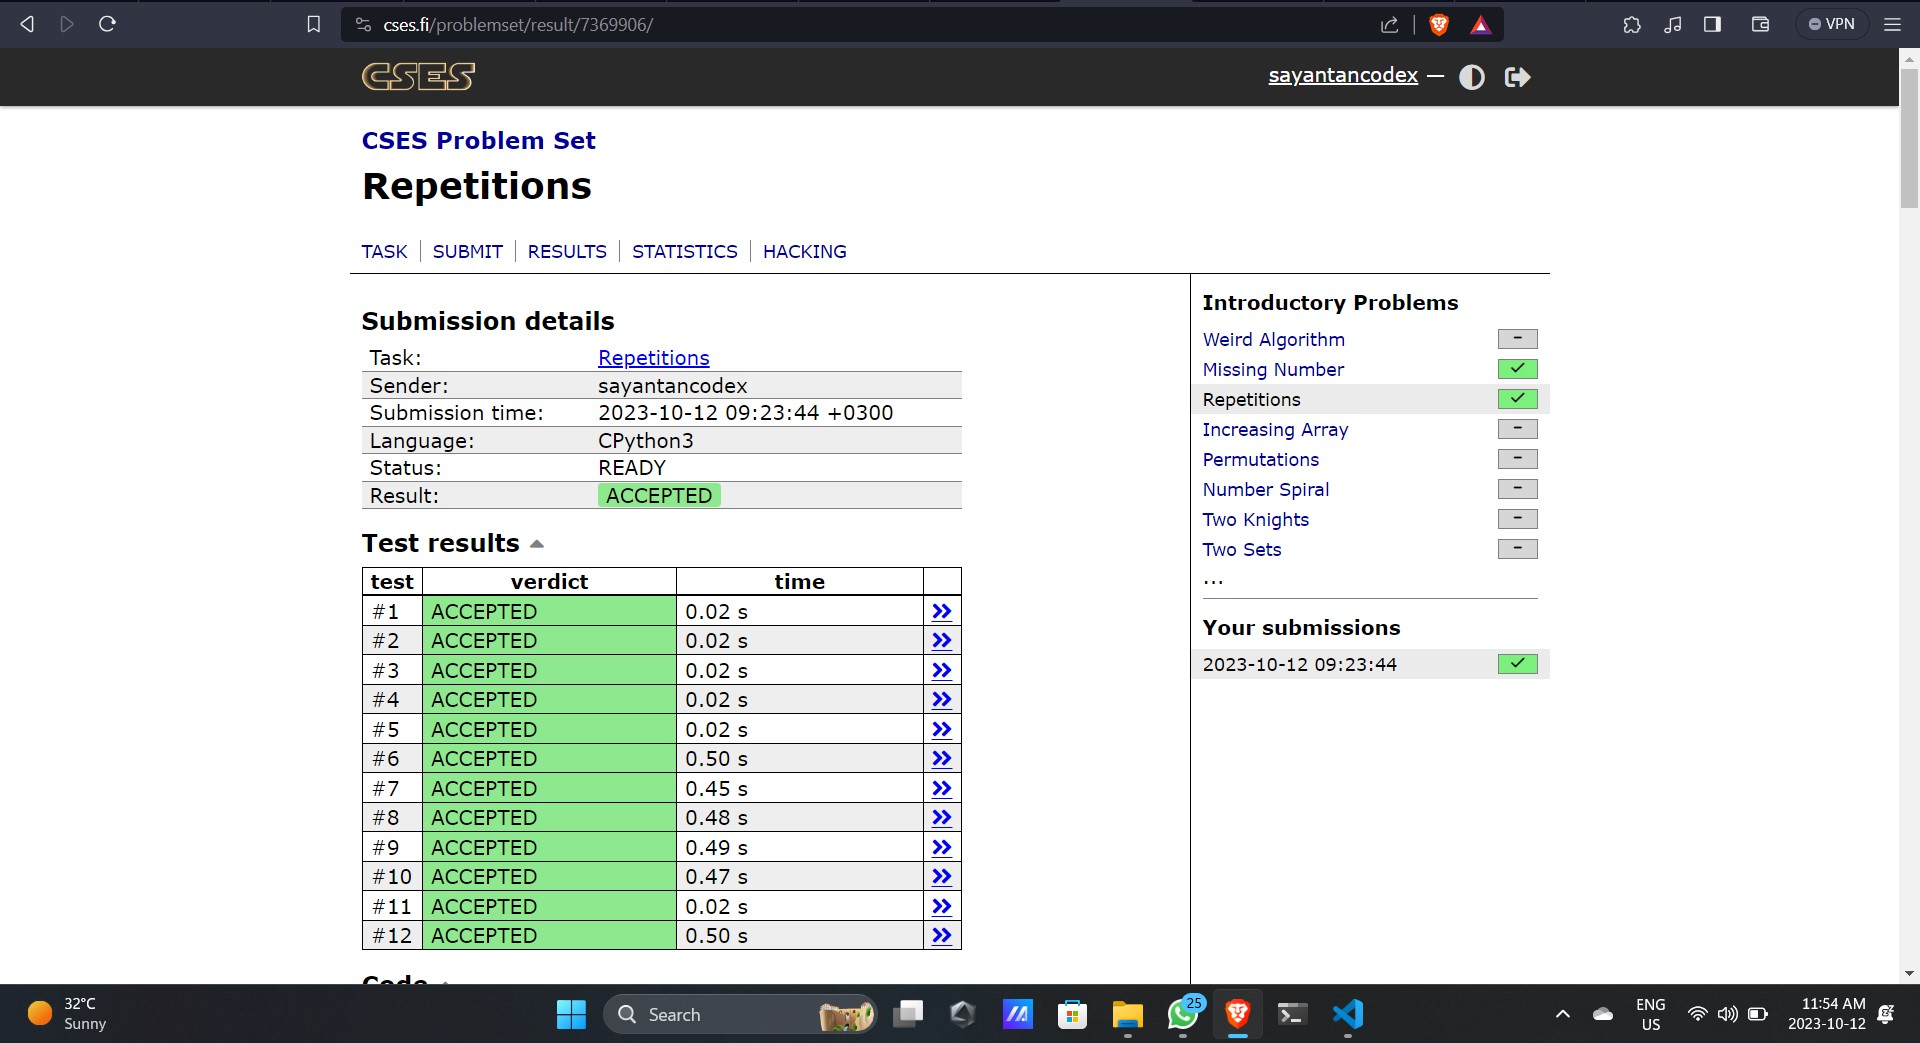 cses.fi/problemset/result/7369906/
VPN
CSES
sayantancodex —
CSES Problem Set
Repetitions
TASK | SUBMIT | RESULTS | STATISTICS | HACKING
Submission details
Task: Repetitions
Sender: sayantancodex
Submission time: 2023-10-12 09:23:44 +0300
Language: CPython3
Status: READY
Result: ACCEPTED
Test results
test verdict time
#1 ACCEPTED 0.02 s »
#2 ACCEPTED 0.02 s »
#3 ACCEPTED 0.02 s »
#4 ACCEPTED 0.02 s »
#5 ACCEPTED 0.02 s »
#6 ACCEPTED 0.50 s »
#7 ACCEPTED 0.45 s »
#8 ACCEPTED 0.48 s »
#9 ACCEPTED 0.49 s »
#10 ACCEPTED 0.47 s »
#11 ACCEPTED 0.02 s »
#12 ACCEPTED 0.50 s »
Code
Introductory Problems
Weird Algorithm –
Missing Number ✓
Repetitions ✓
Increasing Array –
Permutations –
Number Spiral –
Two Knights –
Two Sets –
...
Your submissions
2023-10-12 09:23:44 ✓
32°C
Sunny
Search
25
ENG
US
11:54 AM
2023-10-12